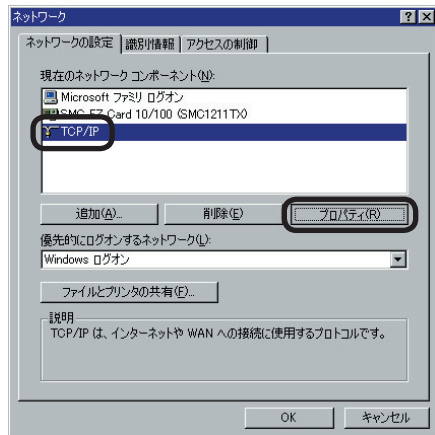 ネットワーク
ネットワークの設定 識別情報 アクセスの制御
現在のネットワーク コンポーネント(N):
Microsoft ファミリ ログオン
SMC EZ Card 10/100 (SMC1211TX)
TCP/IP
追加(A)... 削除(E) プロパティ(R)
優先的にログオンするネットワーク(L):
Windows ログオン
ファイルとプリンタの共有(F)...
説明
TCP/IP は、インターネットや WAN への接続に使用するプロトコルです。
OK キャンセル